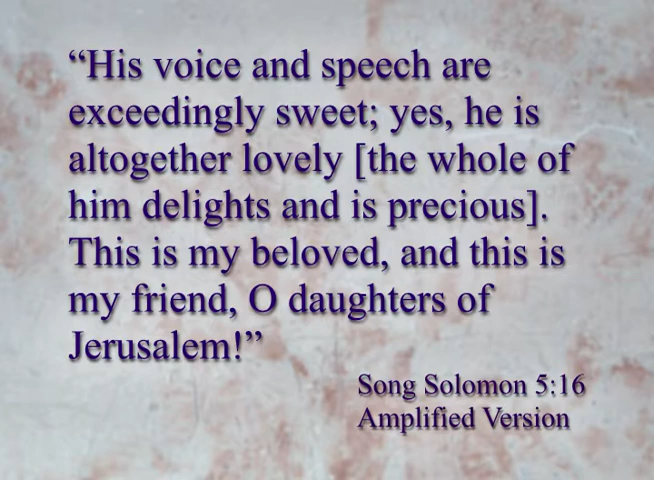 “His voice and speech are
exceedingly sweet; yes, he is
altogether lovely [the whole of
him delights and is precious].
This is my beloved, and this is
my friend, O daughters of
Jerusalem!”
Song Solomon 5:16
Amplified Version